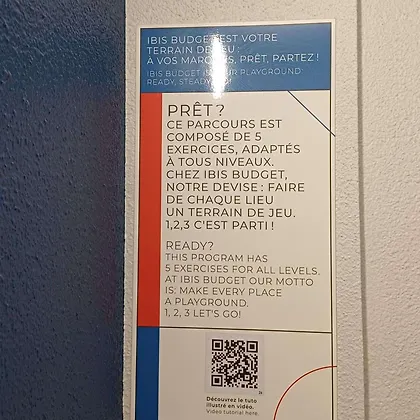 IBIS BUDGET EST VOTRE
TERRAIN DE JEU :
À VOS MARQUES, PRÊT, PARTEZ !
IBIS BUDGET IS YOUR PLAYGROUND
READY, STEADY, GO!
PRÊT ?
CE PARCOURS EST
COMPOSÉ DE 5
EXERCICES, ADAPTÉS
À TOUS NIVEAUX.
CHEZ IBIS BUDGET,
NOTRE DEVISE : FAIRE
DE CHAQUE LIEU
UN TERRAIN DE JEU.
1,2,3 C'EST PARTI !
READY?
THIS PROGRAM HAS
5 EXERCISES FOR ALL LEVELS.
AT IBIS BUDGET OUR MOTTO
IS. MAKE EVERY PLACE
A PLAYGROUND.
1, 2, 3 LET'S GO!
Découvrez le tuto
illustré en vidéo.
Video tutorial here.